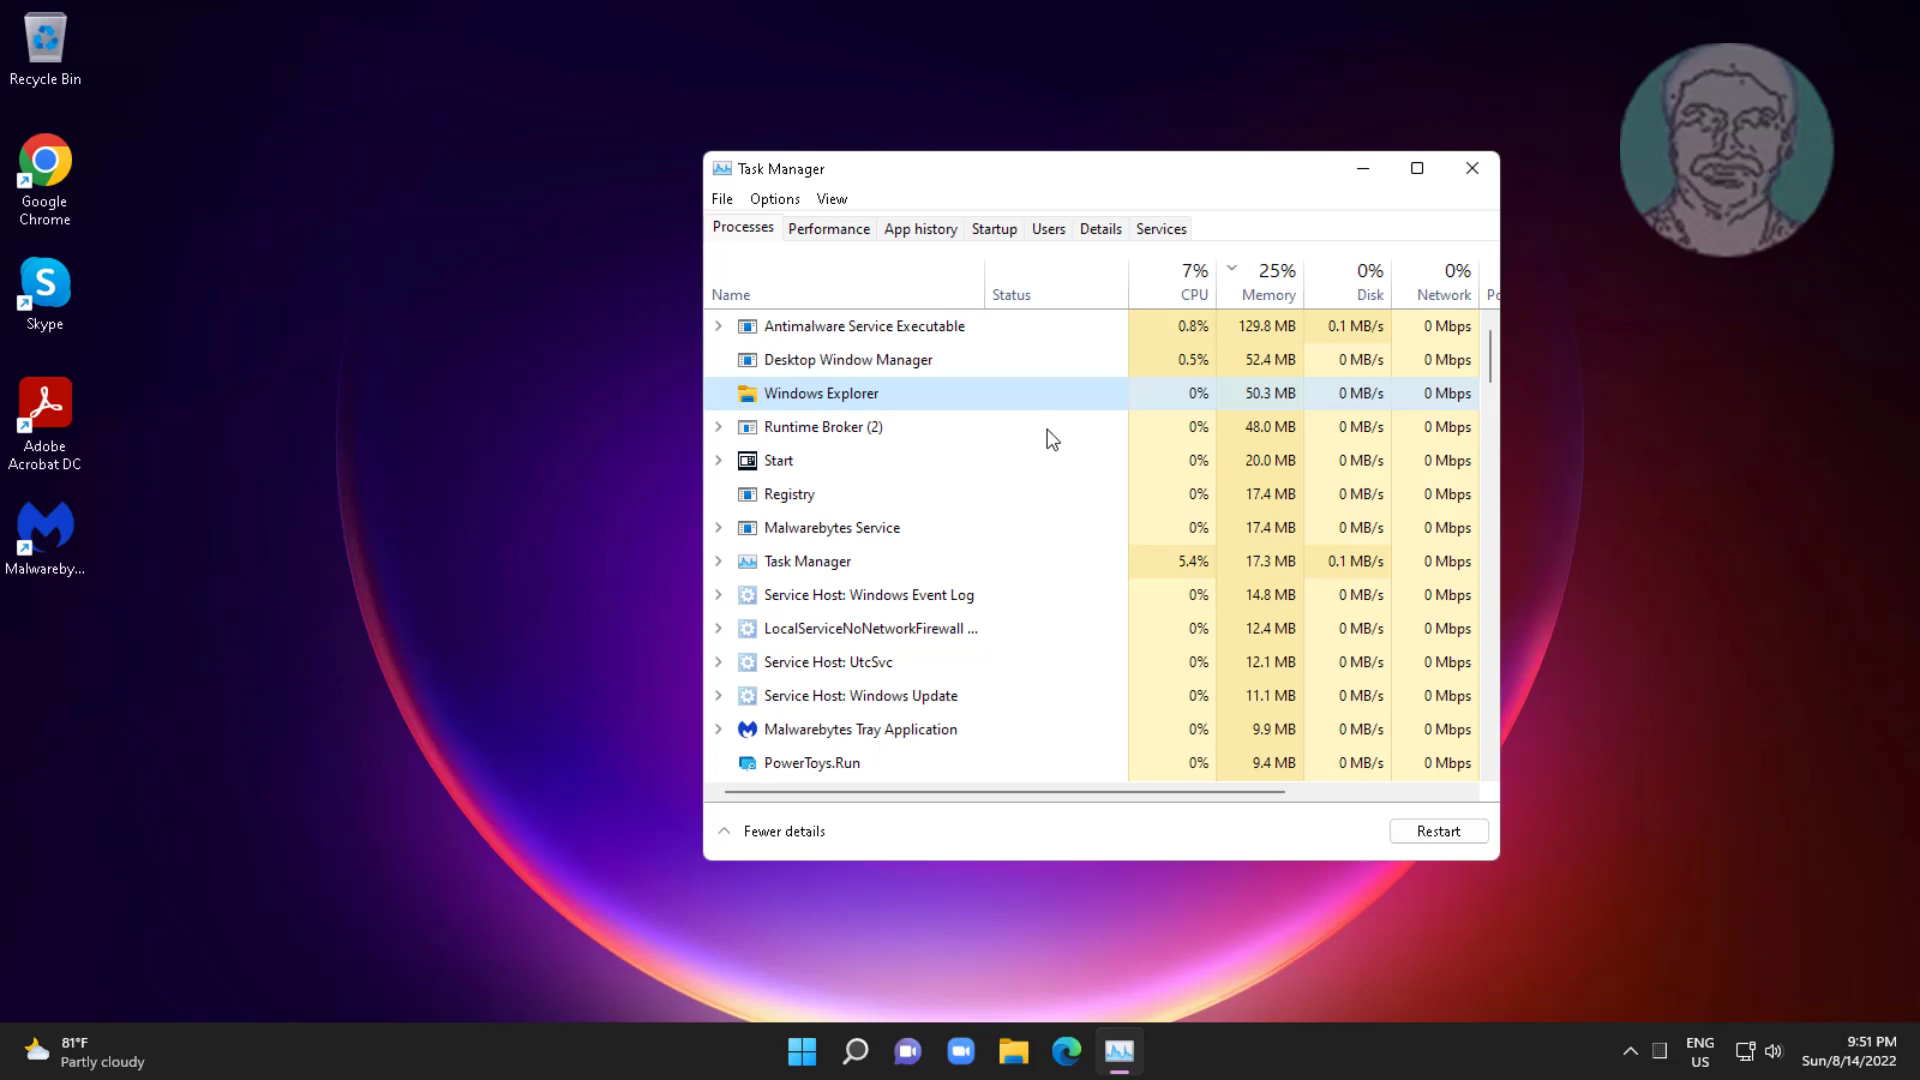 Recycle Bin
Google
Chrome
Skype
Adobe
Acrobat DC
Malwareby...
Task Manager
File Options View
Processes Performance App history Startup Users Details Services
7% 25% 0% 0%
Name Status CPU Memory Disk Network Po
Antimalware Service Executable 0.8% 129.8 MB 0.1 MB/s 0 Mbps
Desktop Window Manager 0.5% 52.4 MB 0 MB/s 0 Mbps
Windows Explorer 0% 50.3 MB 0 MB/s 0 Mbps
Runtime Broker (2) 0% 48.0 MB 0 MB/s 0 Mbps
Start 0% 20.0 MB 0 MB/s 0 Mbps
Registry 0% 17.4 MB 0 MB/s 0 Mbps
Malwarebytes Service 0% 17.4 MB 0 MB/s 0 Mbps
Task Manager 5.4% 17.3 MB 0.1 MB/s 0 Mbps
Service Host: Windows Event Log 0% 14.8 MB 0 MB/s 0 Mbps
LocalServiceNoNetworkFirewall ... 0% 12.4 MB 0 MB/s 0 Mbps
Service Host: UtcSvc 0% 12.1 MB 0 MB/s 0 Mbps
Service Host: Windows Update 0% 11.1 MB 0 MB/s 0 Mbps
Malwarebytes Tray Application 0% 9.9 MB 0 MB/s 0 Mbps
PowerToys.Run 0% 9.4 MB 0 MB/s 0 Mbps
Fewer details Restart
81°F
Partly cloudy
ENG
US
9:51 PM
Sun/8/14/2022